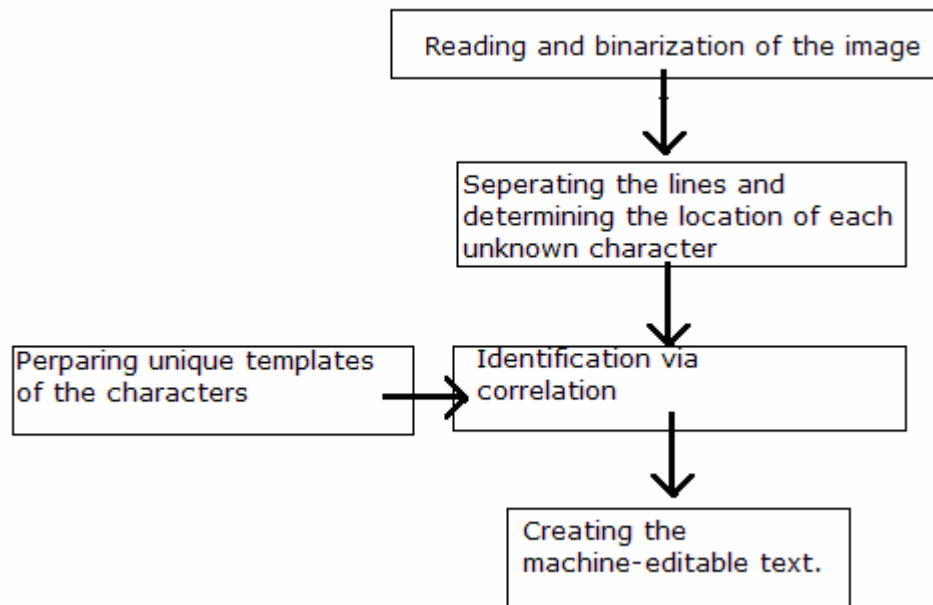 Reading and binarization of the image
Seperating the lines and
determining the location of each
unknown character
Perparing unique templates
of the characters
Identification via
correlation
Creating the
machine-editable text.